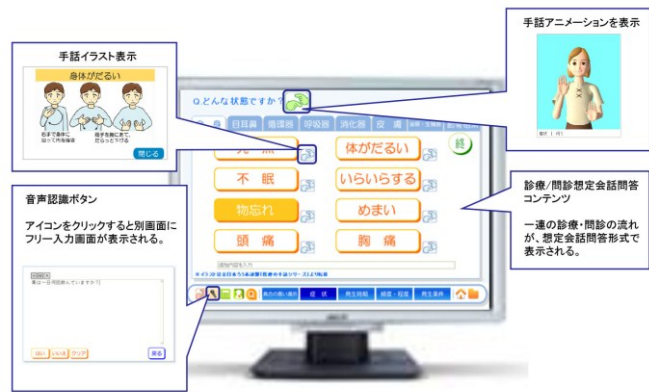 手話イラスト表示
身体がだるい
閉じる
手話アニメーションを表示
Q.どんな状態ですか?
目耳鼻
循環器
呼吸器
消化器
皮 膚
終
体がだるい
不 眠
いらいらする
物忘れ
めまい
頭 痛
胸 痛
症 状
音声認識ボタン
アイコンをクリックすると別画面に
フリー入力画面が表示される。
はい
いいえ
クリア
戻る
診療/問診想定会話問答
コンテンツ
一連の診療・問診の流れ
が、想定会話問答形式で
表示される。